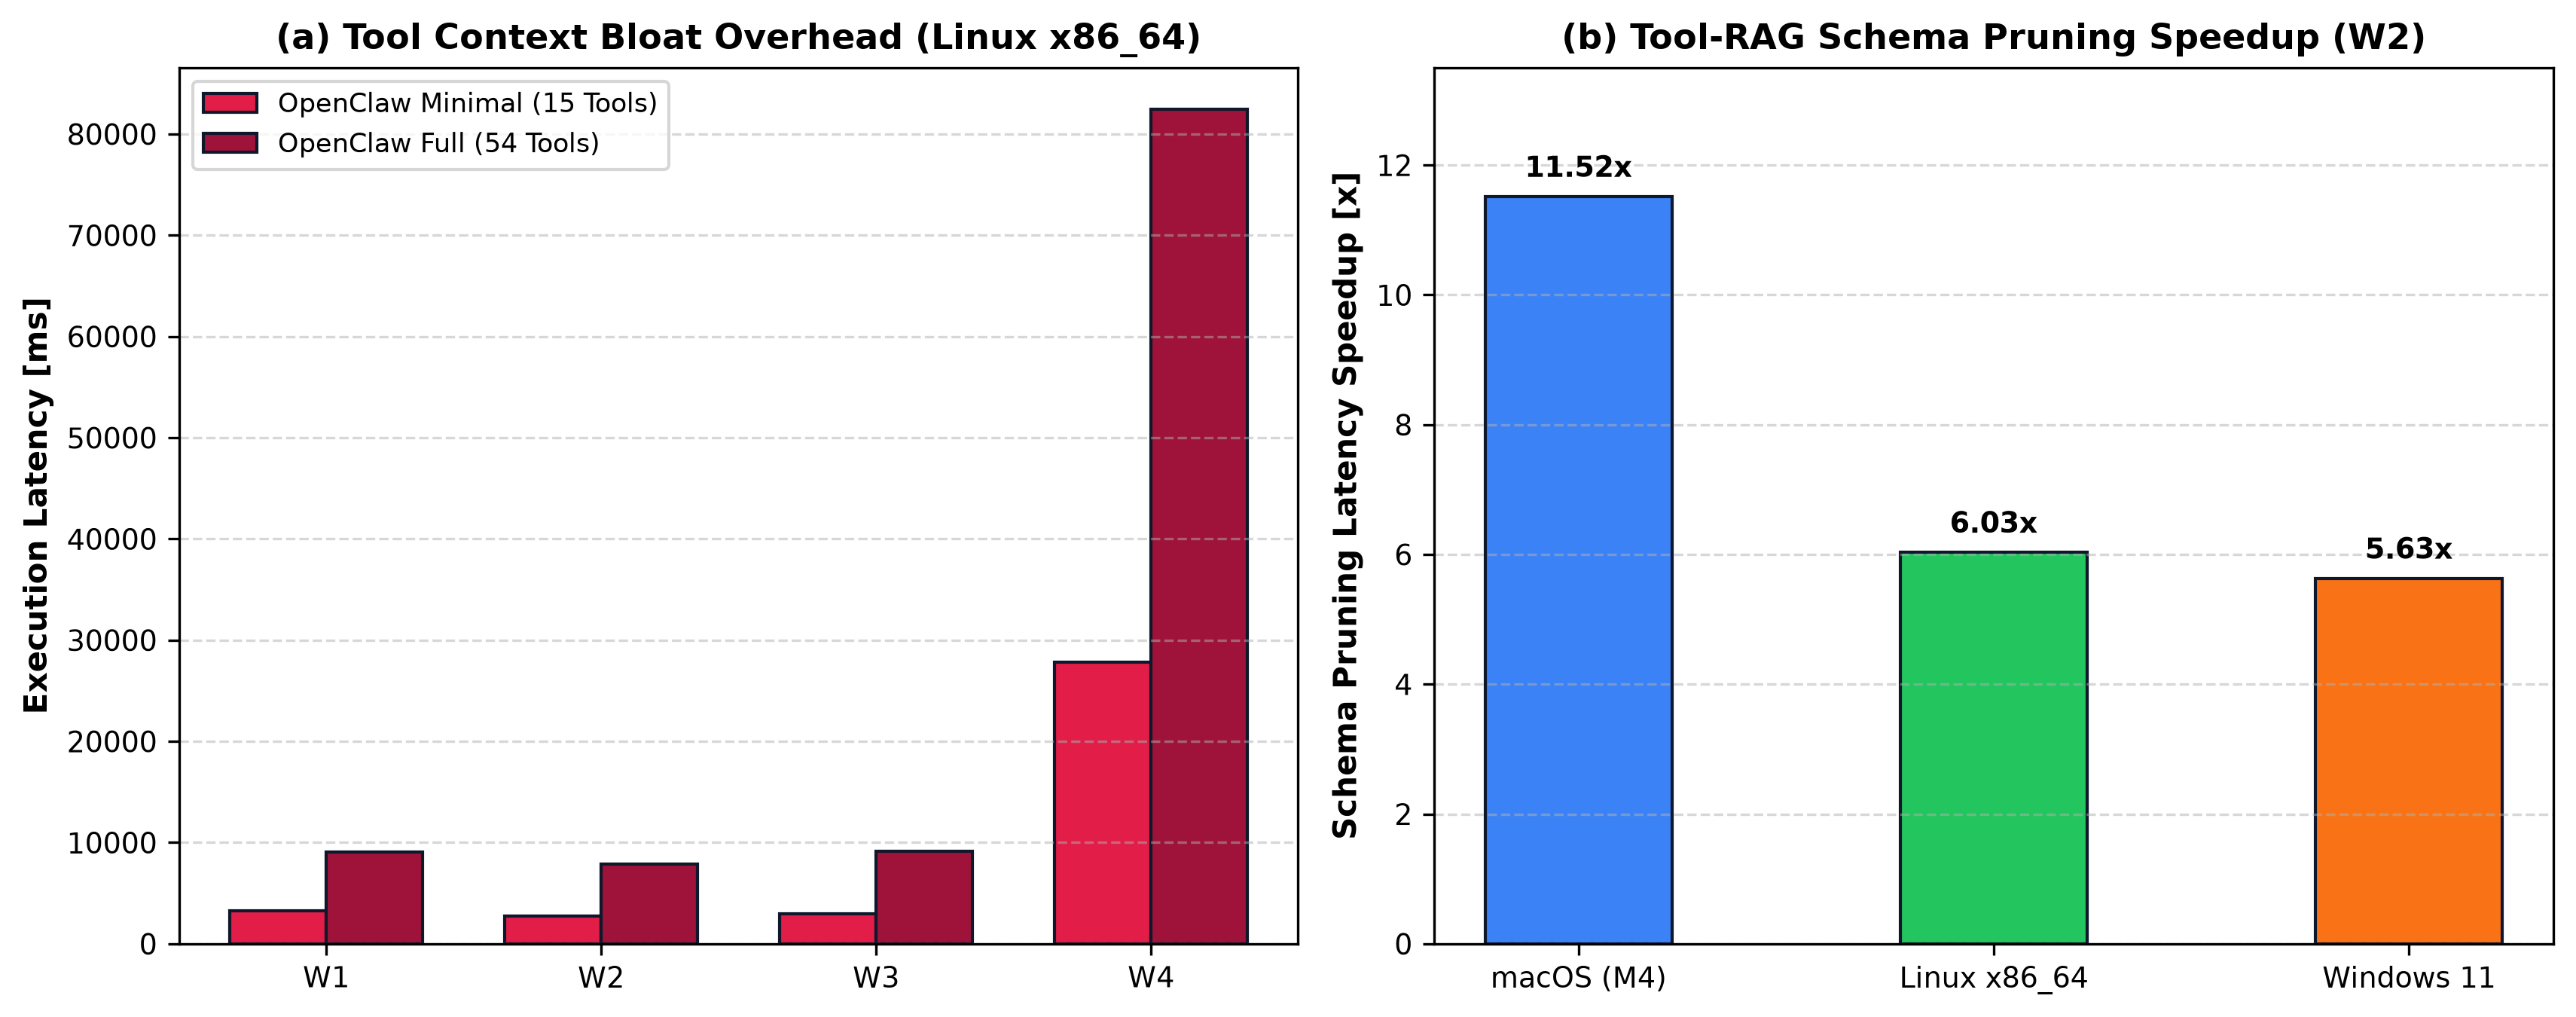 (a) Tool Context Bloat Overhead (Linux x86_64)
OpenClaw Minimal (15 Tools)
OpenClaw Full (54 Tools)
Execution Latency [ms]
80000
70000
60000
50000
40000
30000
20000
10000
0
W1
W2
W3
W4
(b) Tool-RAG Schema Pruning Speedup (W2)
Schema Pruning Latency Speedup [x]
12
10
8
6
4
2
0
11.52x
6.03x
5.63x
macOS (M4)
Linux x86_64
Windows 11